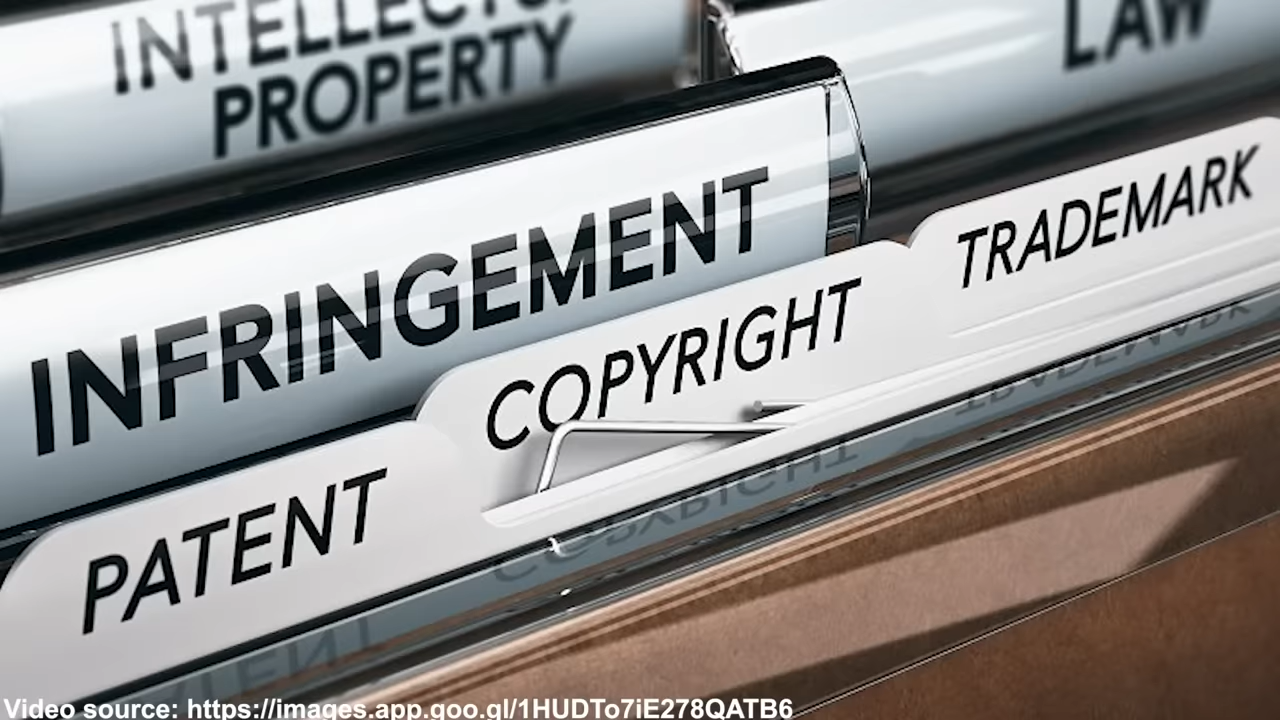 INTELLECTUAL
PROPERTY
LAW
INFRINGEMENT
TRADEMARK
COPYRIGHT
PATENT
Video source: https://images.app.goo.gl/1HUDTo7iE278QATB6